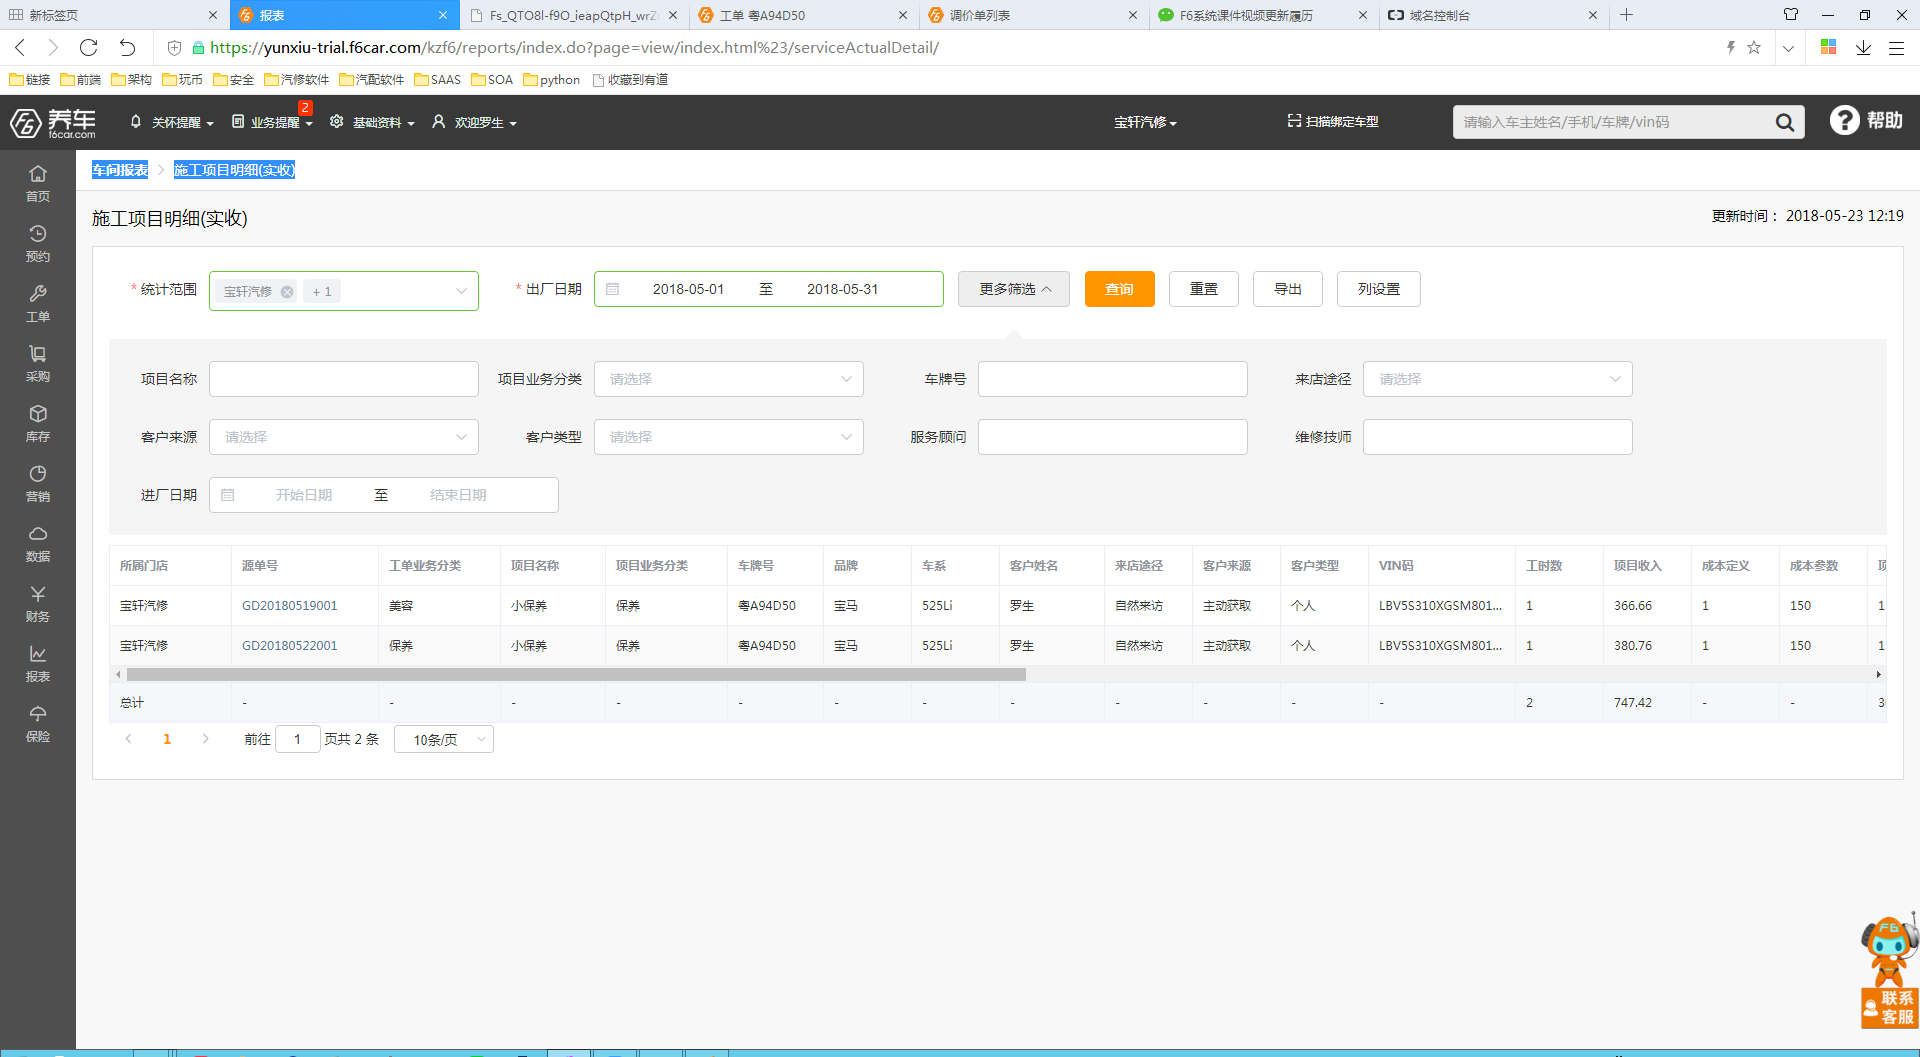 新标签页
报表
Fs_QTO8l-f9O_ieapQtpH_wrZ
工单 粤A94D50
调价单列表
F6系统课件视频更新履历
域名控制台
https://yunxiu-trial.f6car.com/kzf6/reports/index.do?page=view/index.html%23/serviceActualDetail/
链接 前端 架构 玩币 安全 汽修软件 汽配软件 SAAS SOA python 收藏到有道
养车 f6car.com
关怀提醒 业务提醒 2 基础资料 欢迎罗生 宝轩汽修 扫描绑定车型 请输入车主姓名/手机/车牌/vin码 ? 帮助
首页
预约
工单
采购
库存
营销
数据
财务
报表
保险
车间报表 施工项目明细(实收)
施工项目明细(实收)
更新时间： 2018-05-23 12:19
* 统计范围 宝轩汽修 + 1 * 出厂日期 2018-05-01 至 2018-05-31 更多筛选 查询 重置 导出 列设置
项目名称 项目业务分类 请选择 车牌号 来店途径 请选择
客户来源 请选择 客户类型 请选择 服务顾问 维修技师
进厂日期 开始日期 至 结束日期
所属门店 源单号 工单业务分类 项目名称 项目业务分类 车牌号 品牌 车系 客户姓名 来店途径 客户来源 客户类型 VIN码 工时数 项目收入 成本定义 成本参数
宝轩汽修 GD20180519001 美容 小保养 保养 粤A94D50 宝马 525Li 罗生 自然来访 主动获取 个人 LBV5S310XGSM801... 1 366.66 1 150 1
宝轩汽修 GD20180522001 保养 小保养 保养 粤A94D50 宝马 525Li 罗生 自然来访 主动获取 个人 LBV5S310XGSM801... 1 380.76 1 150 1
总计 - - - - - - - - - - - - 2 747.42 - -
1 前往 1 页共 2 条 10条/页
F6
联系
客服